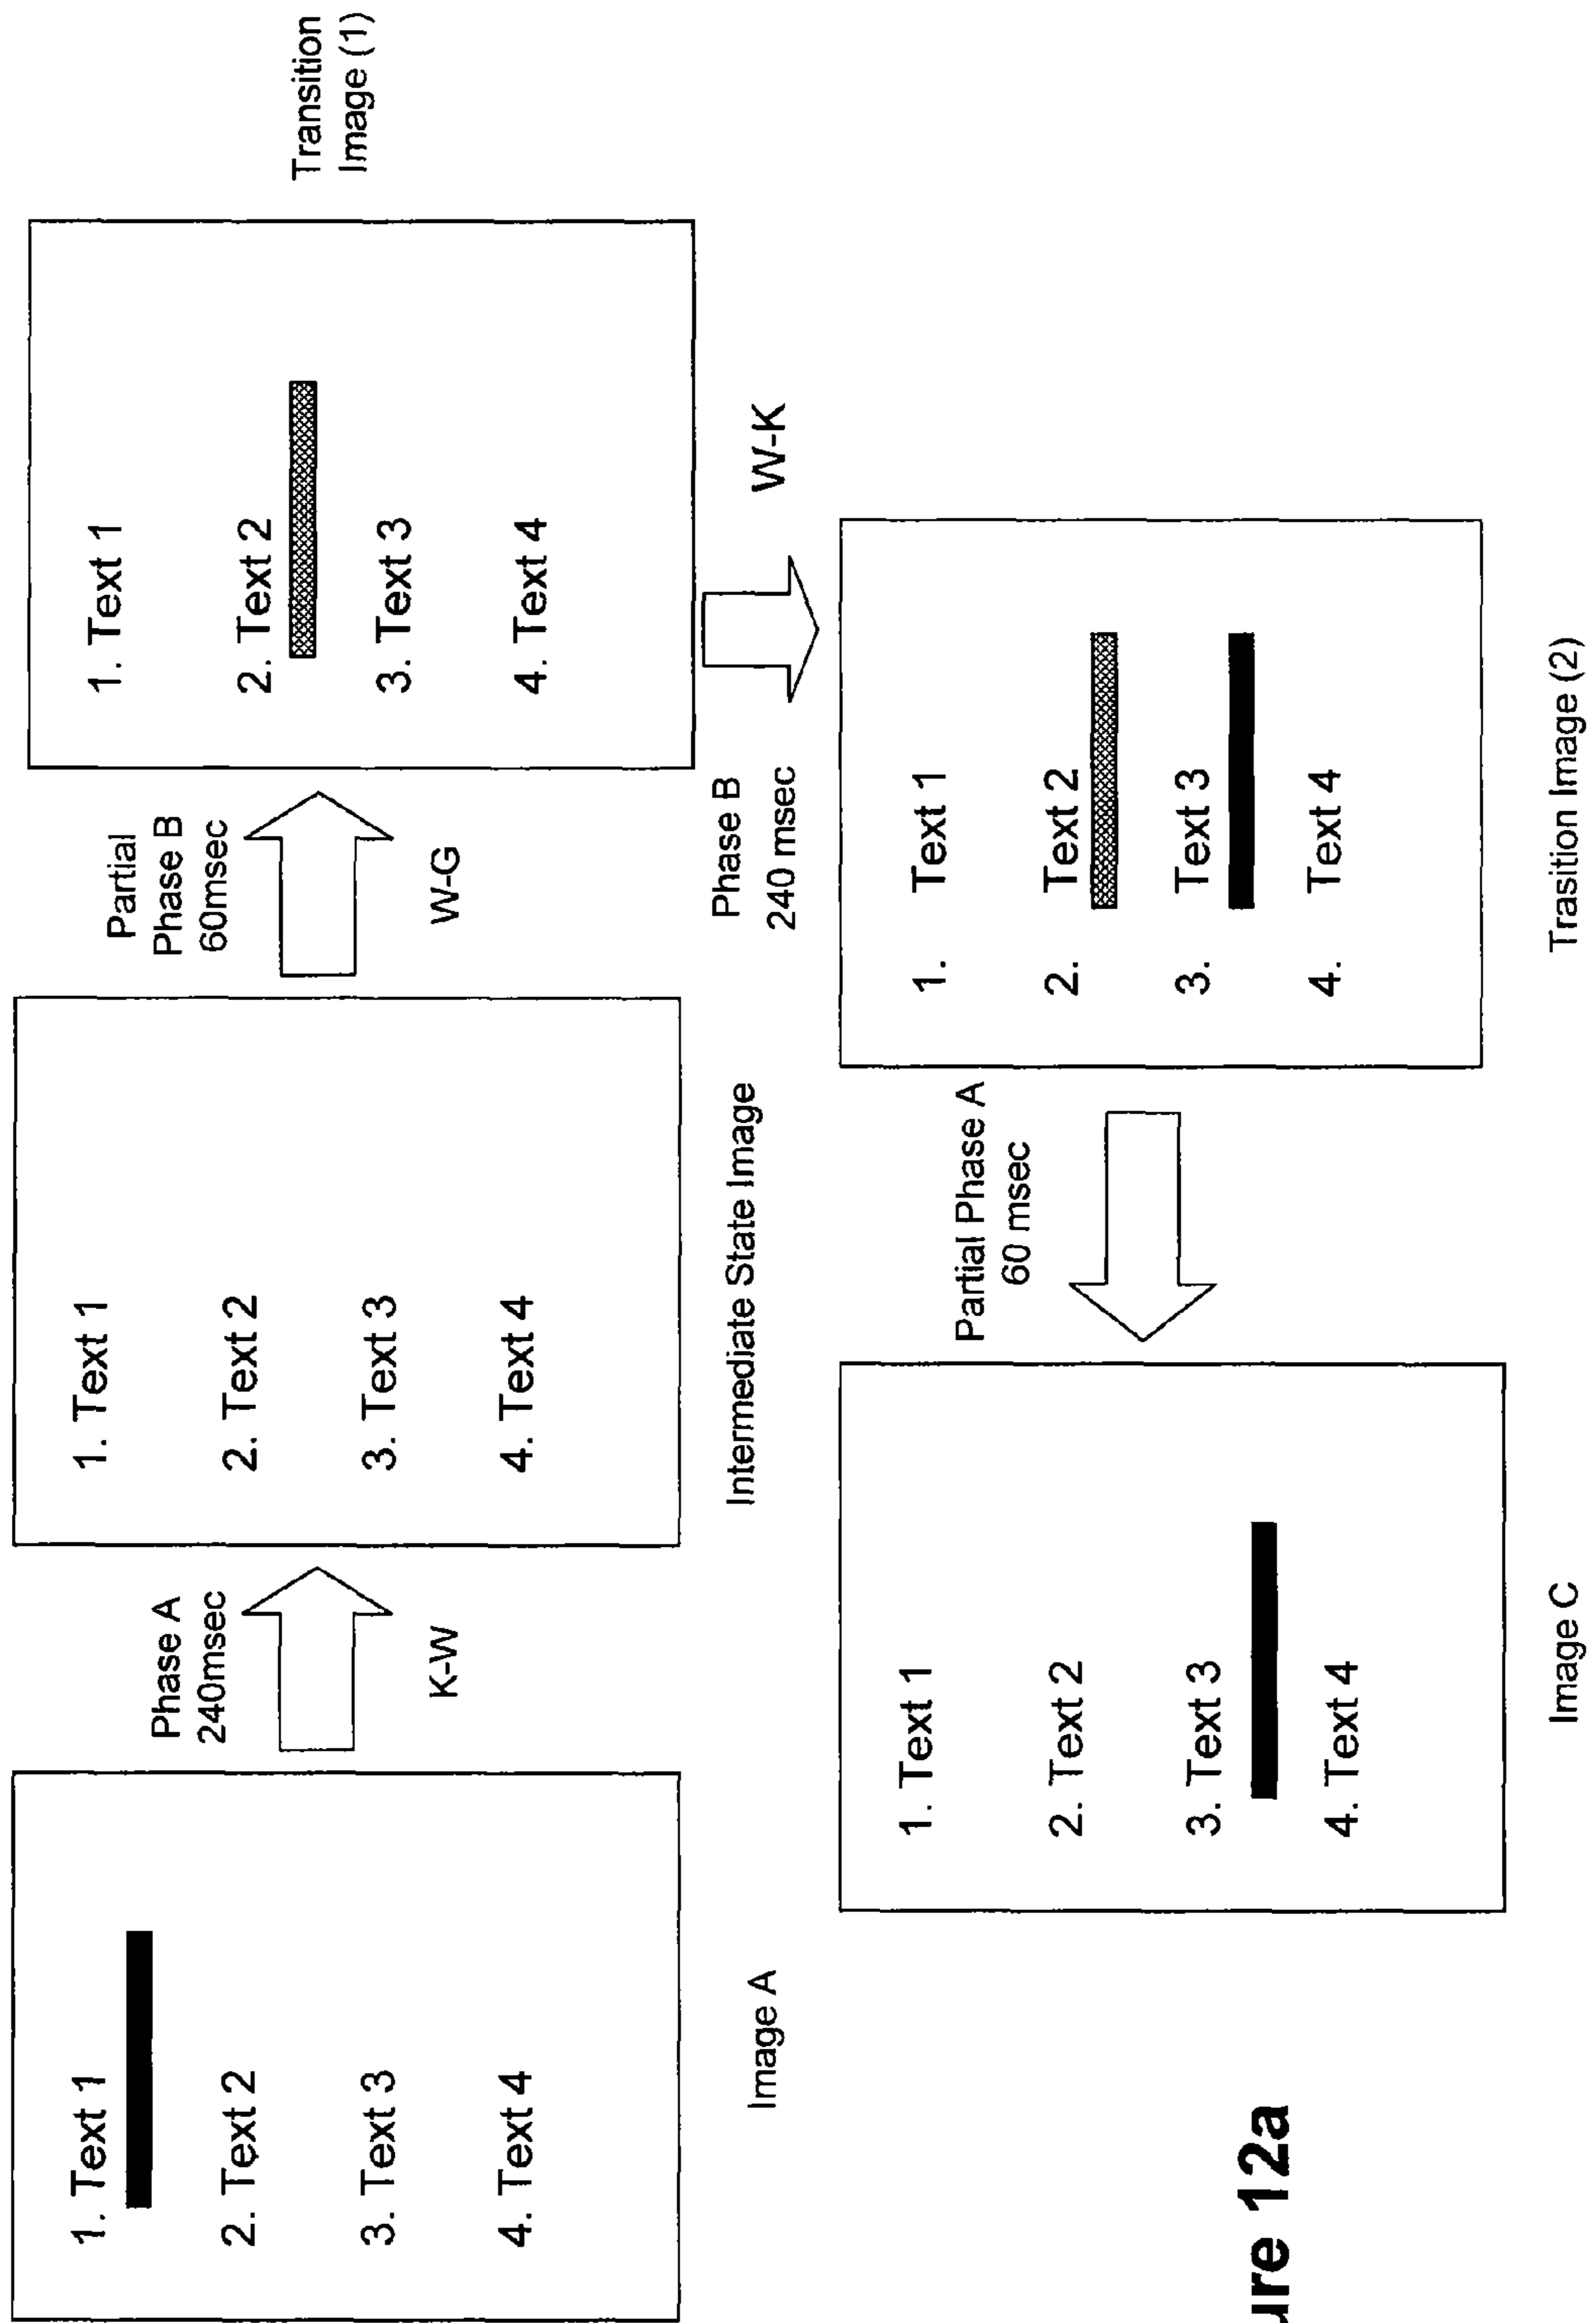 1. Text 1
2. Text 2
3. Text 3
4. Text 4
Image A
Phase A
240msec
K-W
1. Text 1
2. Text 2
3. Text 3
4. Text 4
Intermediate State Image
Partial
Phase B
60msec
W-G
1. Text 1
2. Text 2
3. Text 3
4. Text 4
Transition
Image (1)
Phase B
240 msec
W-K
1. Text 1
2. Text 2
3. Text 3
4. Text 4
Trasition Image (2)
Partial Phase A
60 msec
1. Text 1
2. Text 2
3. Text 3
4. Text 4
Image C
ure 12a